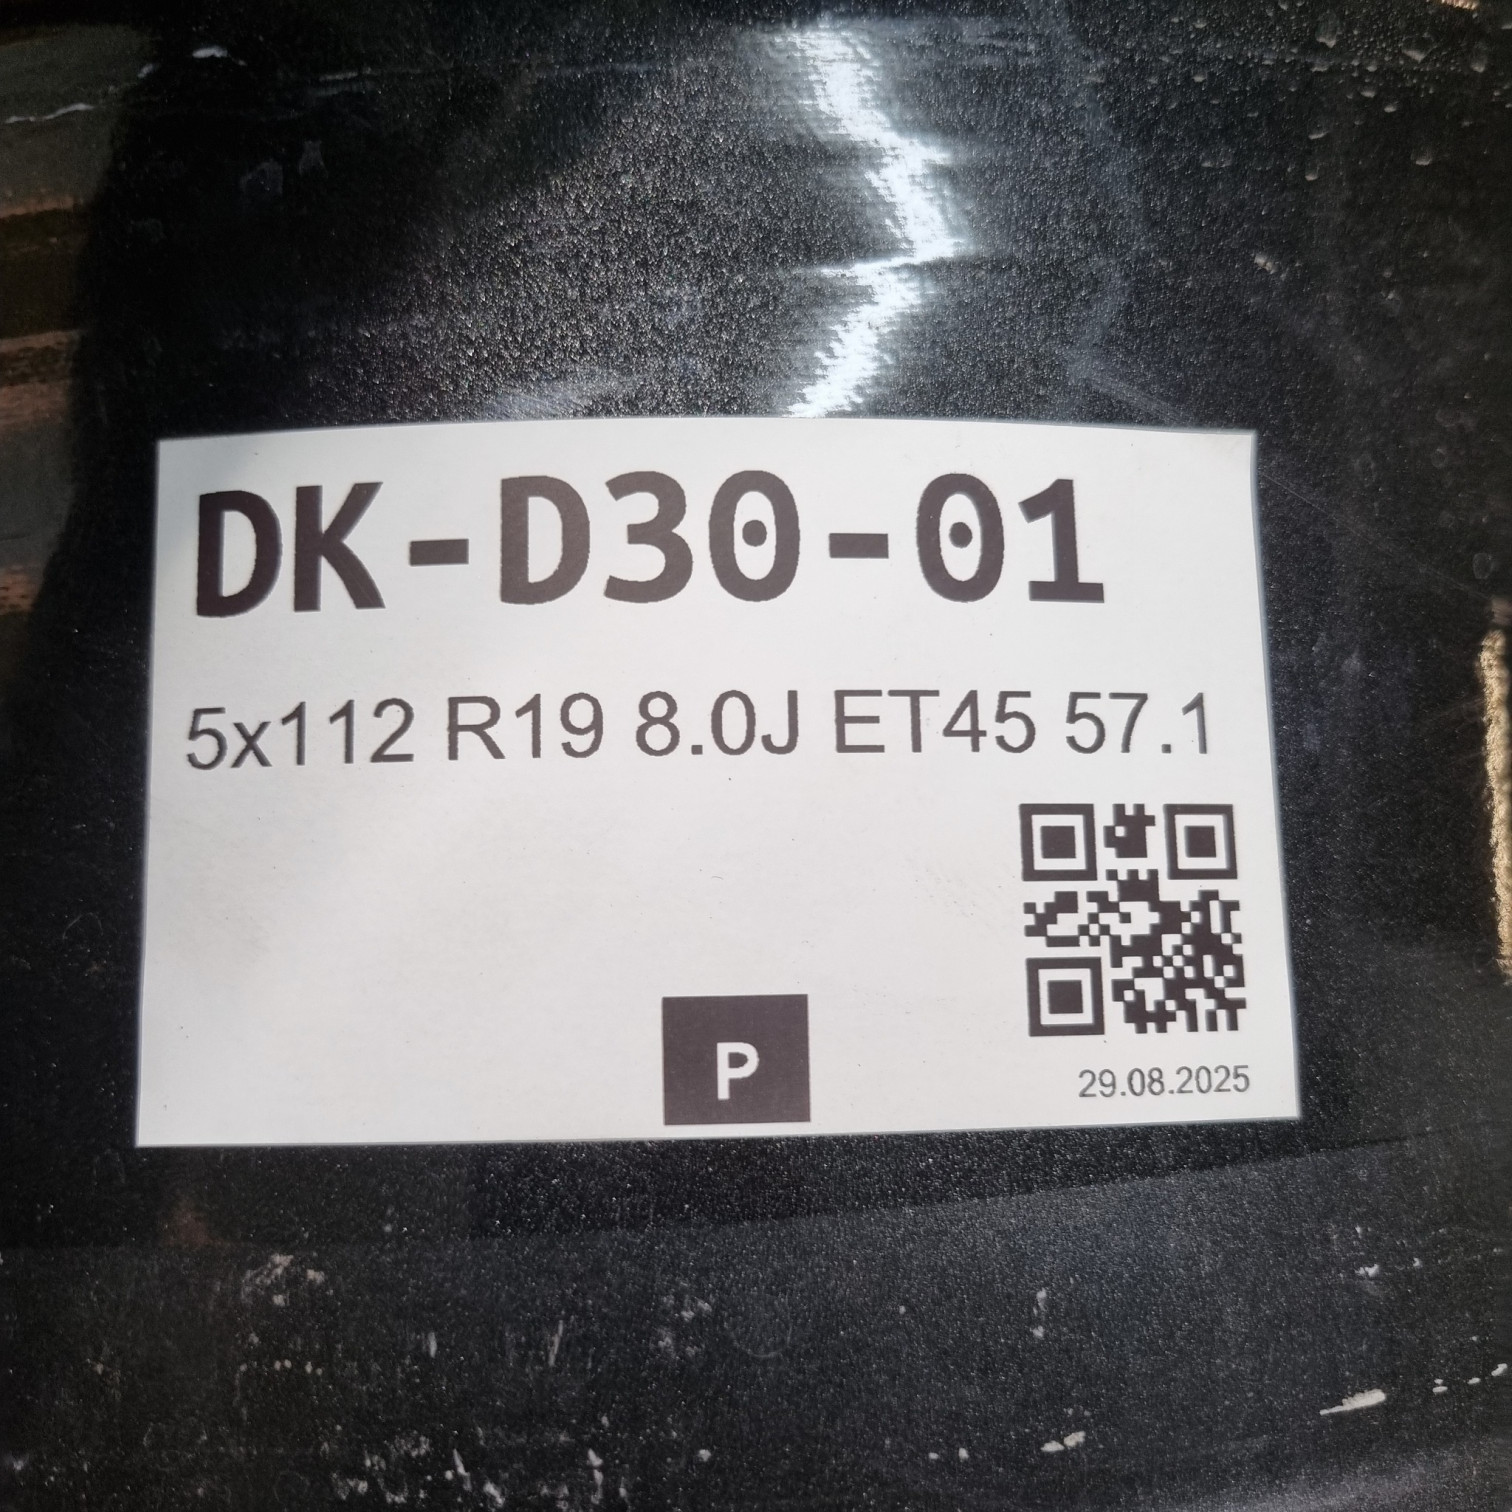 DK-D30-01
5x112 R19 8.0J ET45 57.1
P
29.08.2025